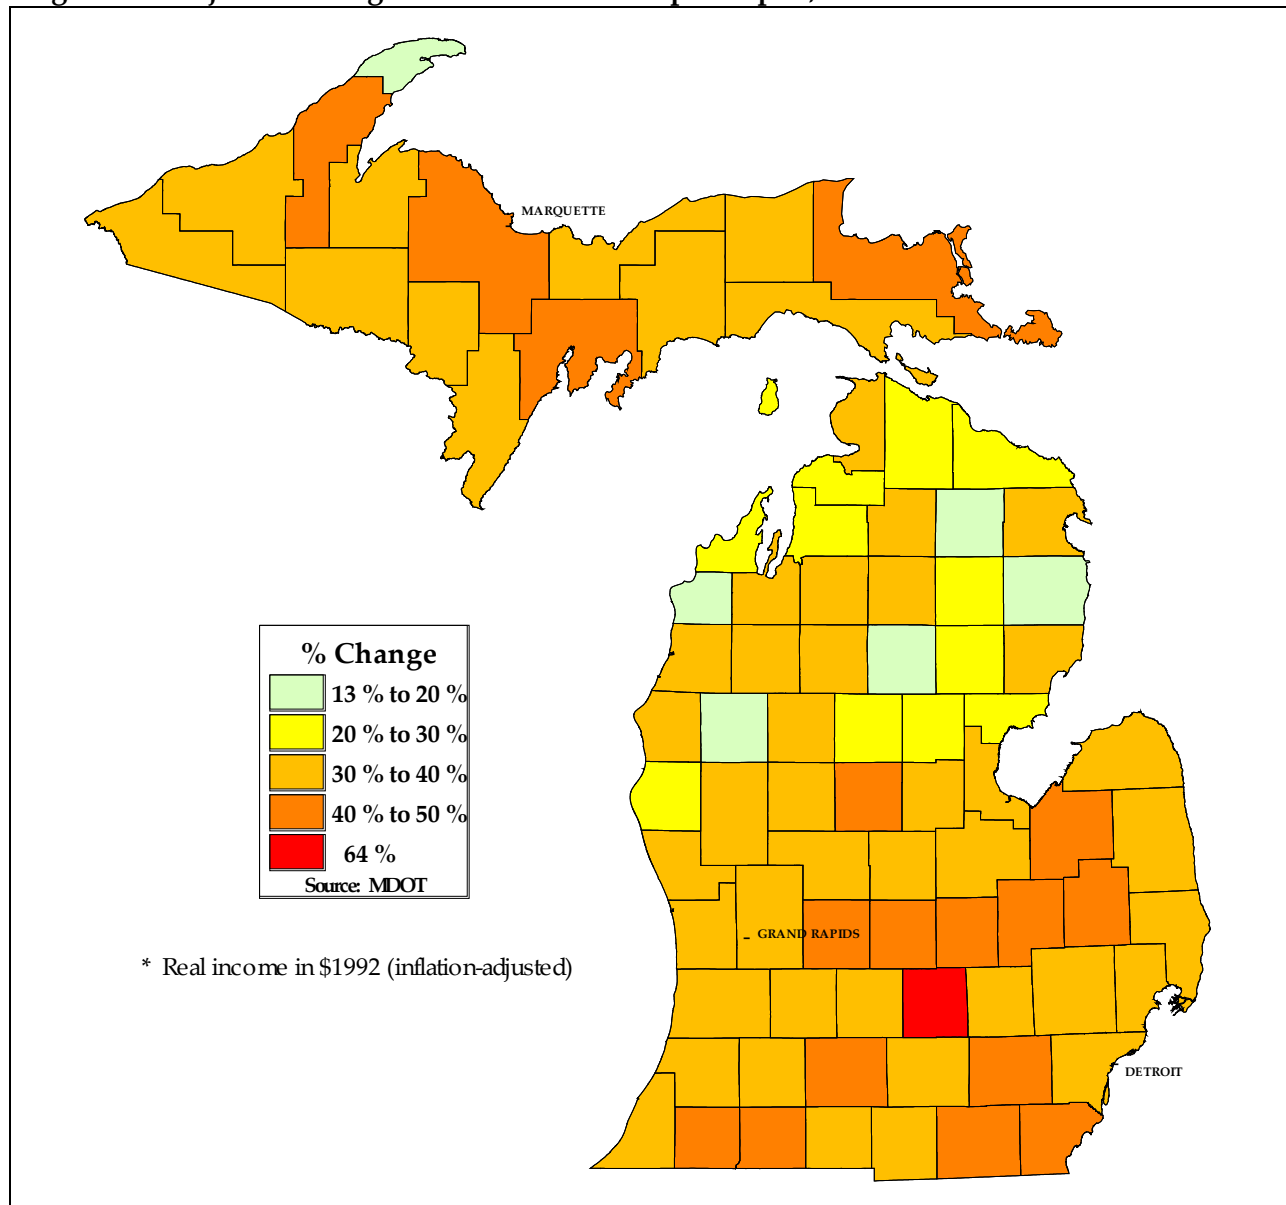 MARQUETTE
% Change
13 % to 20 %
20 % to 30 %
30 % to 40 %
40 % to 50 %
64 %
Source: MDOT
GRAND RAPIDS
* Real income in $1992 (inflation-adjusted)
DETROIT